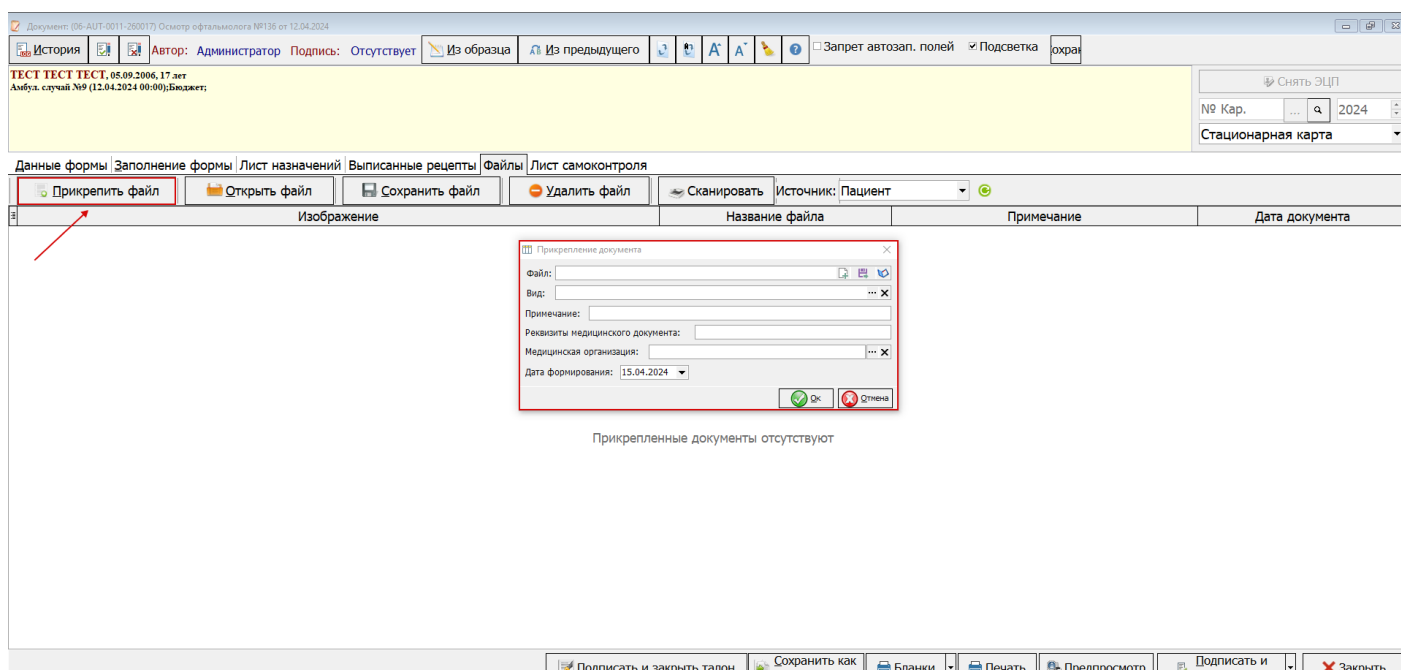 Документ: (06-AUT-0011-260017) Осмотр офтальмолога №136 от 12.04.2024
История Автор: Администратор Подпись: Отсутствует Из образца Из предыдущего Запрет автозап. полей Подсветка
ТЕСТ ТЕСТ ТЕСТ, 05.09.2006, 17 лет
Амбул. случай №9 (12.04.2024 00:00);Бюджет;
Снять ЭЦП
№ Кар. ... 2024
Стационарная карта
Данные формы Заполнение формы Лист назначений Выписанные рецепты Файлы Лист самоконтроля
Прикрепить файл Открыть файл Сохранить файл Удалить файл Сканировать Источник: Пациент
Изображение Название файла Примечание Дата документа
Прикрепление документа
Файл:
Вид:
Примечание:
Реквизиты медицинского документа:
Медицинская организация:
Дата формирования: 15.04.2024
Ок Отмена
Прикрепленные документы отсутствуют
Подписать и закрыть талон Сохранить как Бланки Печать Предпросмотр Подписать и Закрыть